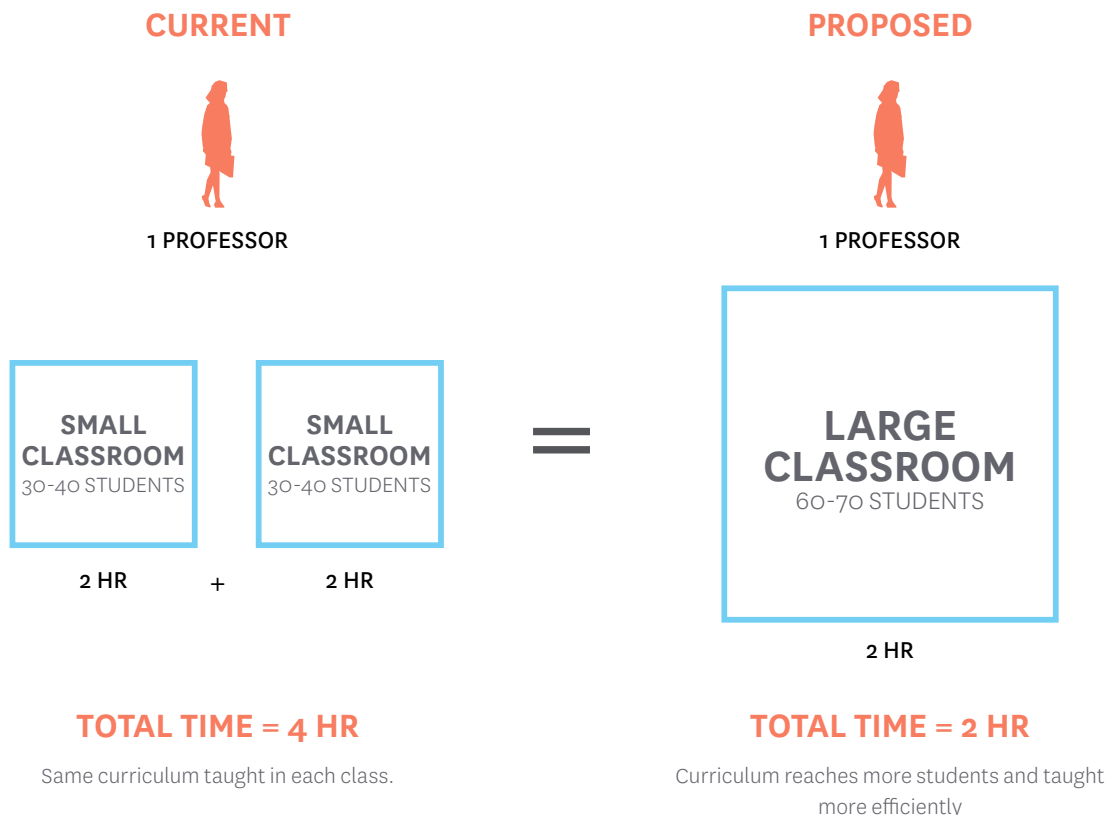 CURRENT
1 PROFESSOR
SMALL
CLASSROOM
30-40 STUDENTS
2 HR
+
SMALL
CLASSROOM
30-40 STUDENTS
2 HR
TOTAL TIME = 4 HR
Same curriculum taught in each class.
=
PROPOSED
1 PROFESSOR
LARGE
CLASSROOM
60-70 STUDENTS
2 HR
TOTAL TIME = 2 HR
Curriculum reaches more students and taught
more efficiently